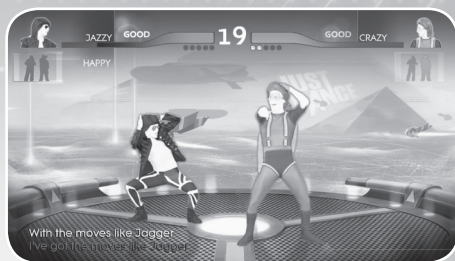 JAZZY GOOD 19 GOOD CRAZY
HAPPY
JUST
DANCE
With the moves like Jagger
I've got the moves like Jagger